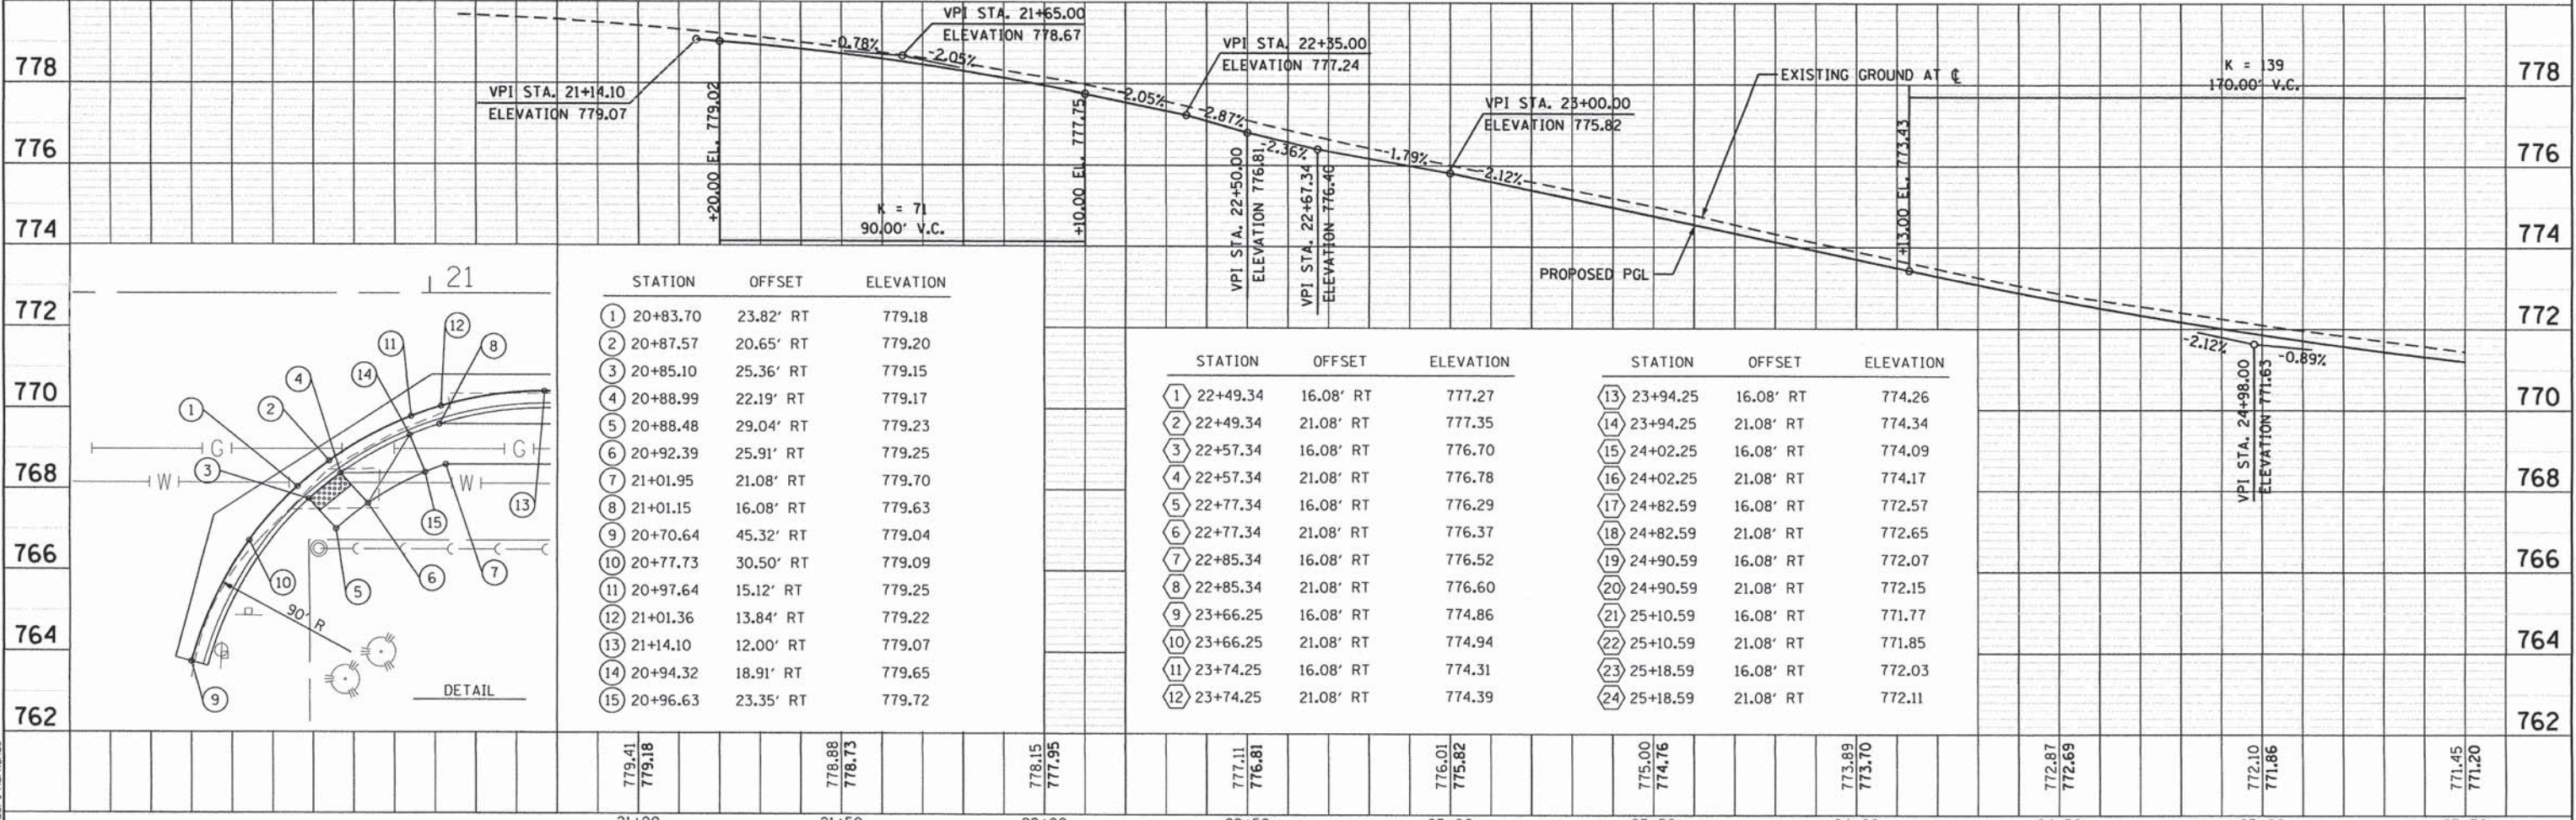 778
776
774
772
770
768
766
764
762
VPI STA. 21+14.10
ELEVATION 779.07
+20.00 EL. 779.02
-0.78%
VPI STA. 21+65.00
ELEVATION 778.67
-2.05%
K = 71
90.00' V.C.
+10.00 EL. 777.75
-2.05%
VPI STA. 22+35.00
ELEVATION 777.24
-2.87%
VPI STA. 22+50.00
ELEVATION 776.81
-2.36%
VPI STA. 22+67.34
ELEVATION 776.40
-1.79%
VPI STA. 23+00.00
ELEVATION 775.82
-2.12%
EXISTING GROUND AT ℄
PROPOSED PGL
+13.00 EL. 773.43
K = 139
170.00' V.C.
-2.12%
VPI STA. 24+98.00
ELEVATION 771.63
-0.89%
778
776
774
772
770
768
766
764
762
21
12
11
8
14
4
2
1
G
G
3
W
W
13
15
10
5
6
7
90' R
9
DETAIL
STATION OFFSET ELEVATION
1 20+83.70 23.82' RT 779.18
2 20+87.57 20.65' RT 779.20
3 20+85.10 25.36' RT 779.15
4 20+88.99 22.19' RT 779.17
5 20+88.48 29.04' RT 779.23
6 20+92.39 25.91' RT 779.25
7 21+01.95 21.08' RT 779.70
8 21+01.15 16.08' RT 779.63
9 20+70.64 45.32' RT 779.04
10 20+77.73 30.50' RT 779.09
11 20+97.64 15.12' RT 779.25
12 21+01.36 13.84' RT 779.22
13 21+14.10 12.00' RT 779.07
14 20+94.32 18.91' RT 779.65
15 20+96.63 23.35' RT 779.72
STATION OFFSET ELEVATION
1 22+49.34 16.08' RT 777.27
2 22+49.34 21.08' RT 777.35
3 22+57.34 16.08' RT 776.70
4 22+57.34 21.08' RT 776.78
5 22+77.34 16.08' RT 776.29
6 22+77.34 21.08' RT 776.37
7 22+85.34 16.08' RT 776.52
8 22+85.34 21.08' RT 776.60
9 23+66.25 16.08' RT 774.86
10 23+66.25 21.08' RT 774.94
11 23+74.25 16.08' RT 774.31
12 23+74.25 21.08' RT 774.39
STATION OFFSET ELEVATION
13 23+94.25 16.08' RT 774.26
14 23+94.25 21.08' RT 774.34
15 24+02.25 16.08' RT 774.09
16 24+02.25 21.08' RT 774.17
17 24+82.59 16.08' RT 772.57
18 24+82.59 21.08' RT 772.65
19 24+90.59 16.08' RT 772.07
20 24+90.59 21.08' RT 772.15
21 25+10.59 16.08' RT 771.77
22 25+10.59 21.08' RT 771.85
23 25+18.59 16.08' RT 772.03
24 25+18.59 21.08' RT 772.11
779.41
779.18
778.88
778.73
778.15
777.95
777.11
776.81
776.01
775.82
775.00
774.76
773.89
773.70
772.87
772.69
772.10
771.86
771.45
771.20